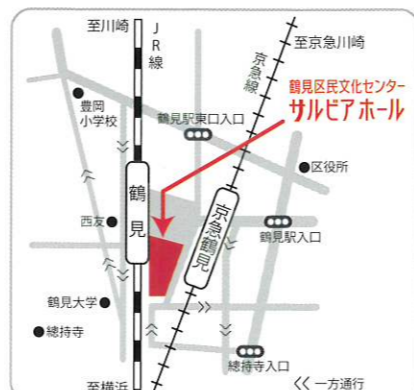 至川崎
JR線
至京急川崎
京急線
鶴見区民文化センター
サルビアホール
豊岡
小学校
鶴見駅東口入口
区役所
鶴見
西友
京急鶴見
鶴見駅入口
鶴見大学
總持寺
總持寺入口
至横浜
一方通行